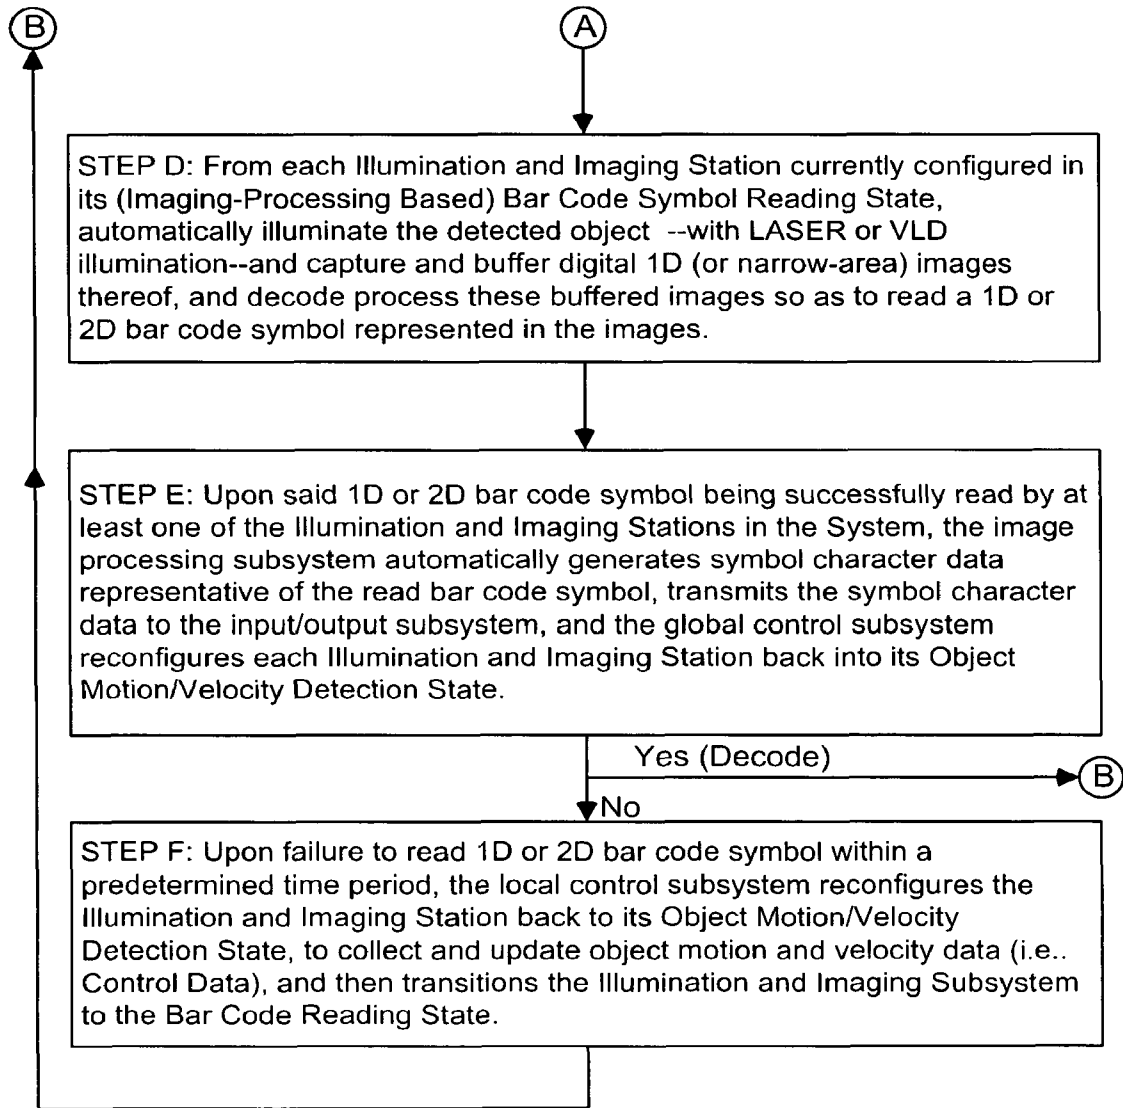 B
A
STEP D: From each Illumination and Imaging Station currently configured in
its (Imaging-Processing Based) Bar Code Symbol Reading State,
automatically illuminate the detected object --with LASER or VLD
illumination--and capture and buffer digital 1D (or narrow-area) images
thereof, and decode process these buffered images so as to read a 1D or
2D bar code symbol represented in the images.
STEP E: Upon said 1D or 2D bar code symbol being successfully read by at
least one of the Illumination and Imaging Stations in the System, the image
processing subsystem automatically generates symbol character data
representative of the read bar code symbol, transmits the symbol character
data to the input/output subsystem, and the global control subsystem
reconfigures each Illumination and Imaging Station back into its Object
Motion/Velocity Detection State.
Yes (Decode)
B
No
STEP F: Upon failure to read 1D or 2D bar code symbol within a
predetermined time period, the local control subsystem reconfigures the
Illumination and Imaging Station back to its Object Motion/Velocity
Detection State, to collect and update object motion and velocity data (i.e..
Control Data), and then transitions the Illumination and Imaging Subsystem
to the Bar Code Reading State.